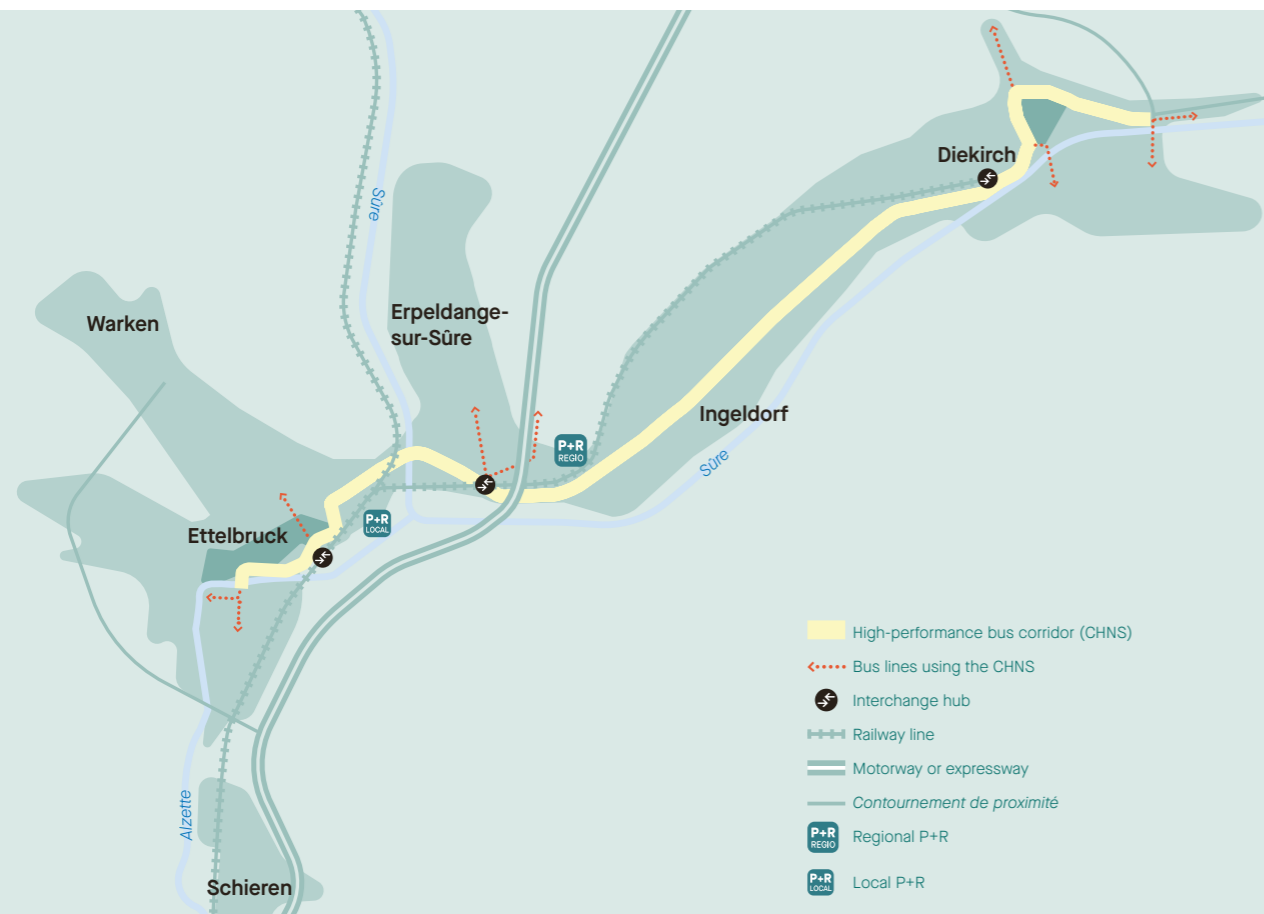 Diekirch
Sûre
Erpeldange-
sur-Sûre
Warken
Ingeldorf
P+R
REGIO
Sûre
P+R
LOCAL
Ettelbruck
Alzette
Schieren
High-performance bus corridor (CHNS)
Bus lines using the CHNS
Interchange hub
Railway line
Motorway or expressway
Contournement de proximité
P+R
REGIO
Regional P+R
P+R
LOCAL
Local P+R